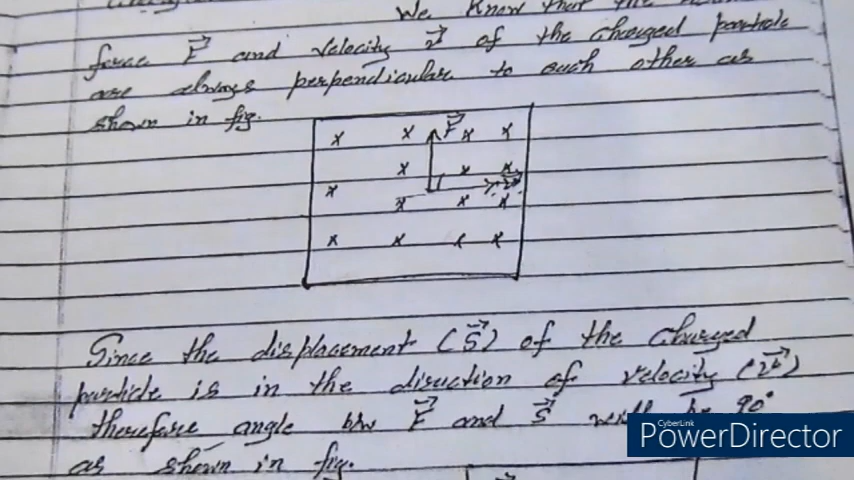 We know that the
force F⃗ and velocity v⃗ of the charged particle
are always perpendicular to each other as
shown in fig.
x x F⃗ x x
x x x
x v⃗
x x x
x x x x
Since the displacement (S⃗) of the charged
particle is in the direction of velocity (v⃗)
therefore angle b/w F⃗ and S⃗ will be 90°
as shown in fig.
CyberLink
PowerDirector